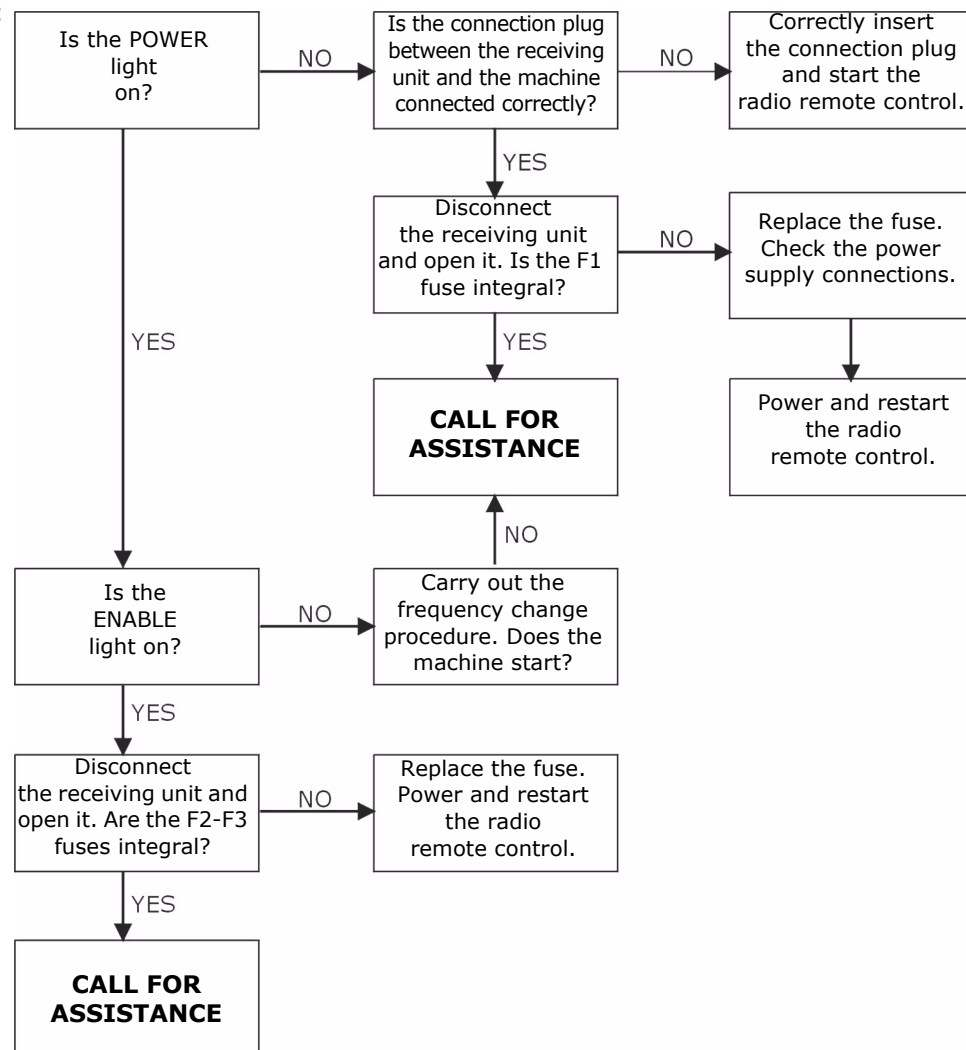 Is the POWER
light
on?
NO
Is the connection plug
between the receiving
unit and the machine
connected correctly?
NO
Correctly insert
the connection plug
and start the
radio remote control.
YES
Disconnect
the receiving unit
and open it. Is the F1
fuse integral?
NO
Replace the fuse.
Check the power
supply connections.
YES
YES
CALL FOR
ASSISTANCE
Power and restart
the radio
remote control.
NO
Is the
ENABLE
light on?
NO
Carry out the
frequency change
procedure. Does the
machine start?
YES
Disconnect
the receiving unit and
open it. Are the F2-F3
fuses integral?
NO
Replace the fuse.
Power and restart
the radio
remote control.
YES
CALL FOR
ASSISTANCE